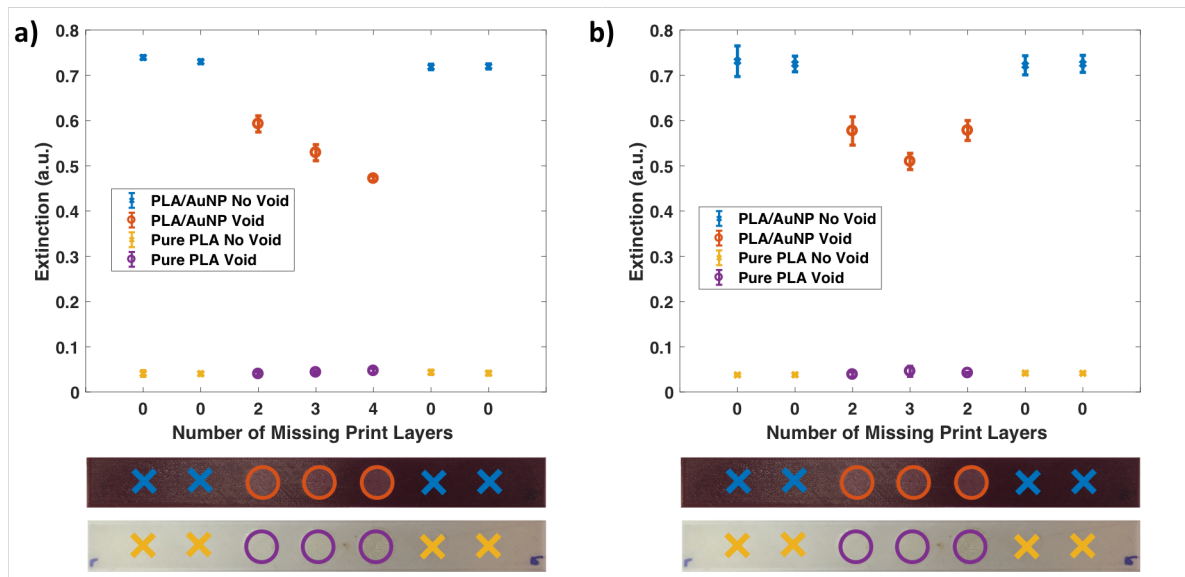 a)
Extinction (a.u.)
0.8
0.7
0.6
0.5
0.4
0.3
0.2
0.1
0
PLA/AuNP No Void
PLA/AuNP Void
Pure PLA No Void
Pure PLA Void
0 0 2 3 4 0 0
Number of Missing Print Layers
b)
Extinction (a.u.)
0.8
0.7
0.6
0.5
0.4
0.3
0.2
0.1
0
PLA/AuNP No Void
PLA/AuNP Void
Pure PLA No Void
Pure PLA Void
0 0 2 3 2 0 0
Number of Missing Print Layers